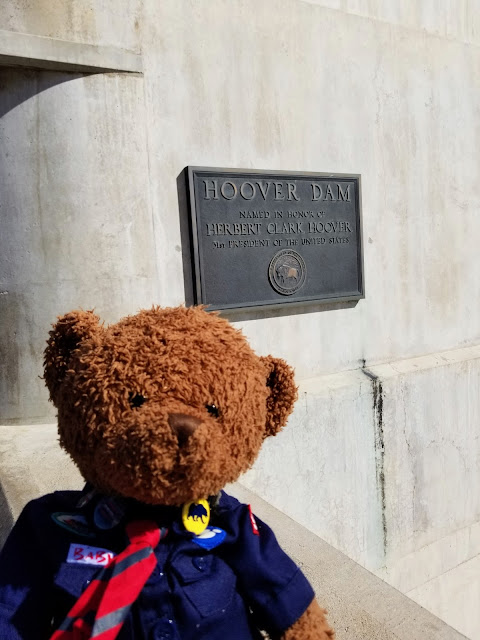 HOOVER DAM
NAMED IN HONOR OF
HERBERT CLARK HOOVER
31ST PRESIDENT OF THE UNITED STATES